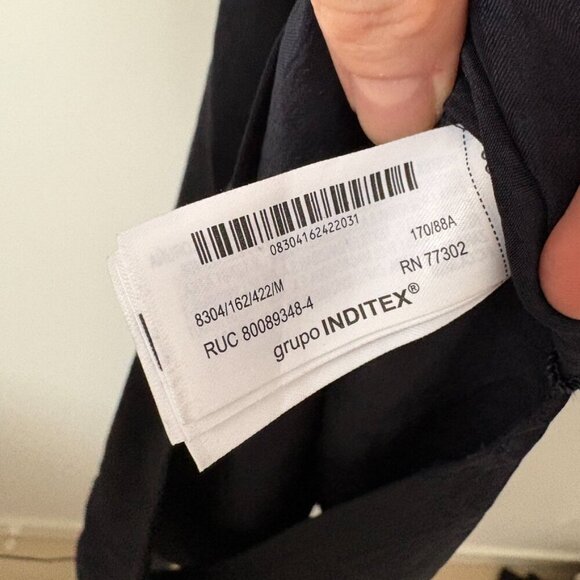 08304162422031
170/88A
8304/162/422/M
RN 77302
RUC 80089348-4
grupo INDITEX®